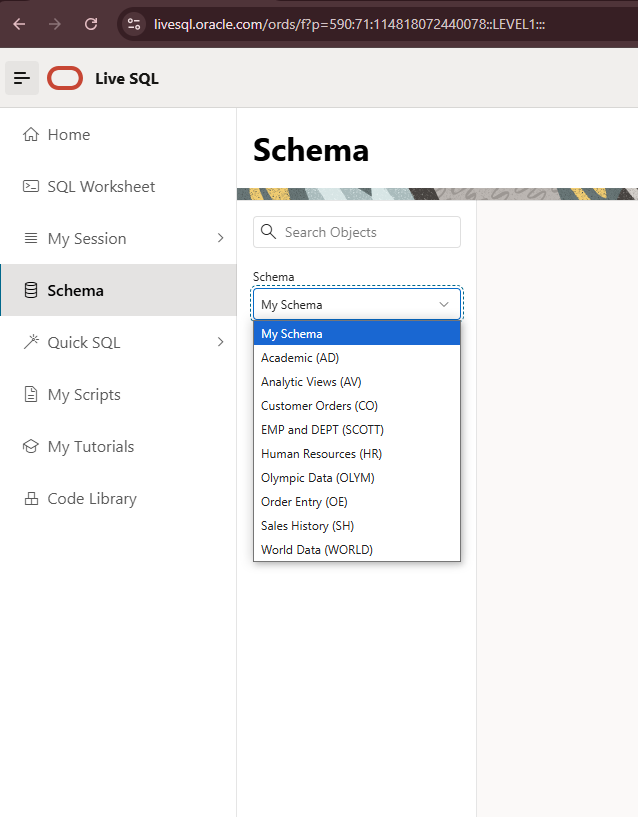 livesql.oracle.com/ords/f?p=590:71:114818072440078::LEVEL1:::
Live SQL
Home
SQL Worksheet
My Session
Schema
Quick SQL
My Scripts
My Tutorials
Code Library
Schema
Search Objects
Schema
My Schema
My Schema
Academic (AD)
Analytic Views (AV)
Customer Orders (CO)
EMP and DEPT (SCOTT)
Human Resources (HR)
Olympic Data (OLYM)
Order Entry (OE)
Sales History (SH)
World Data (WORLD)